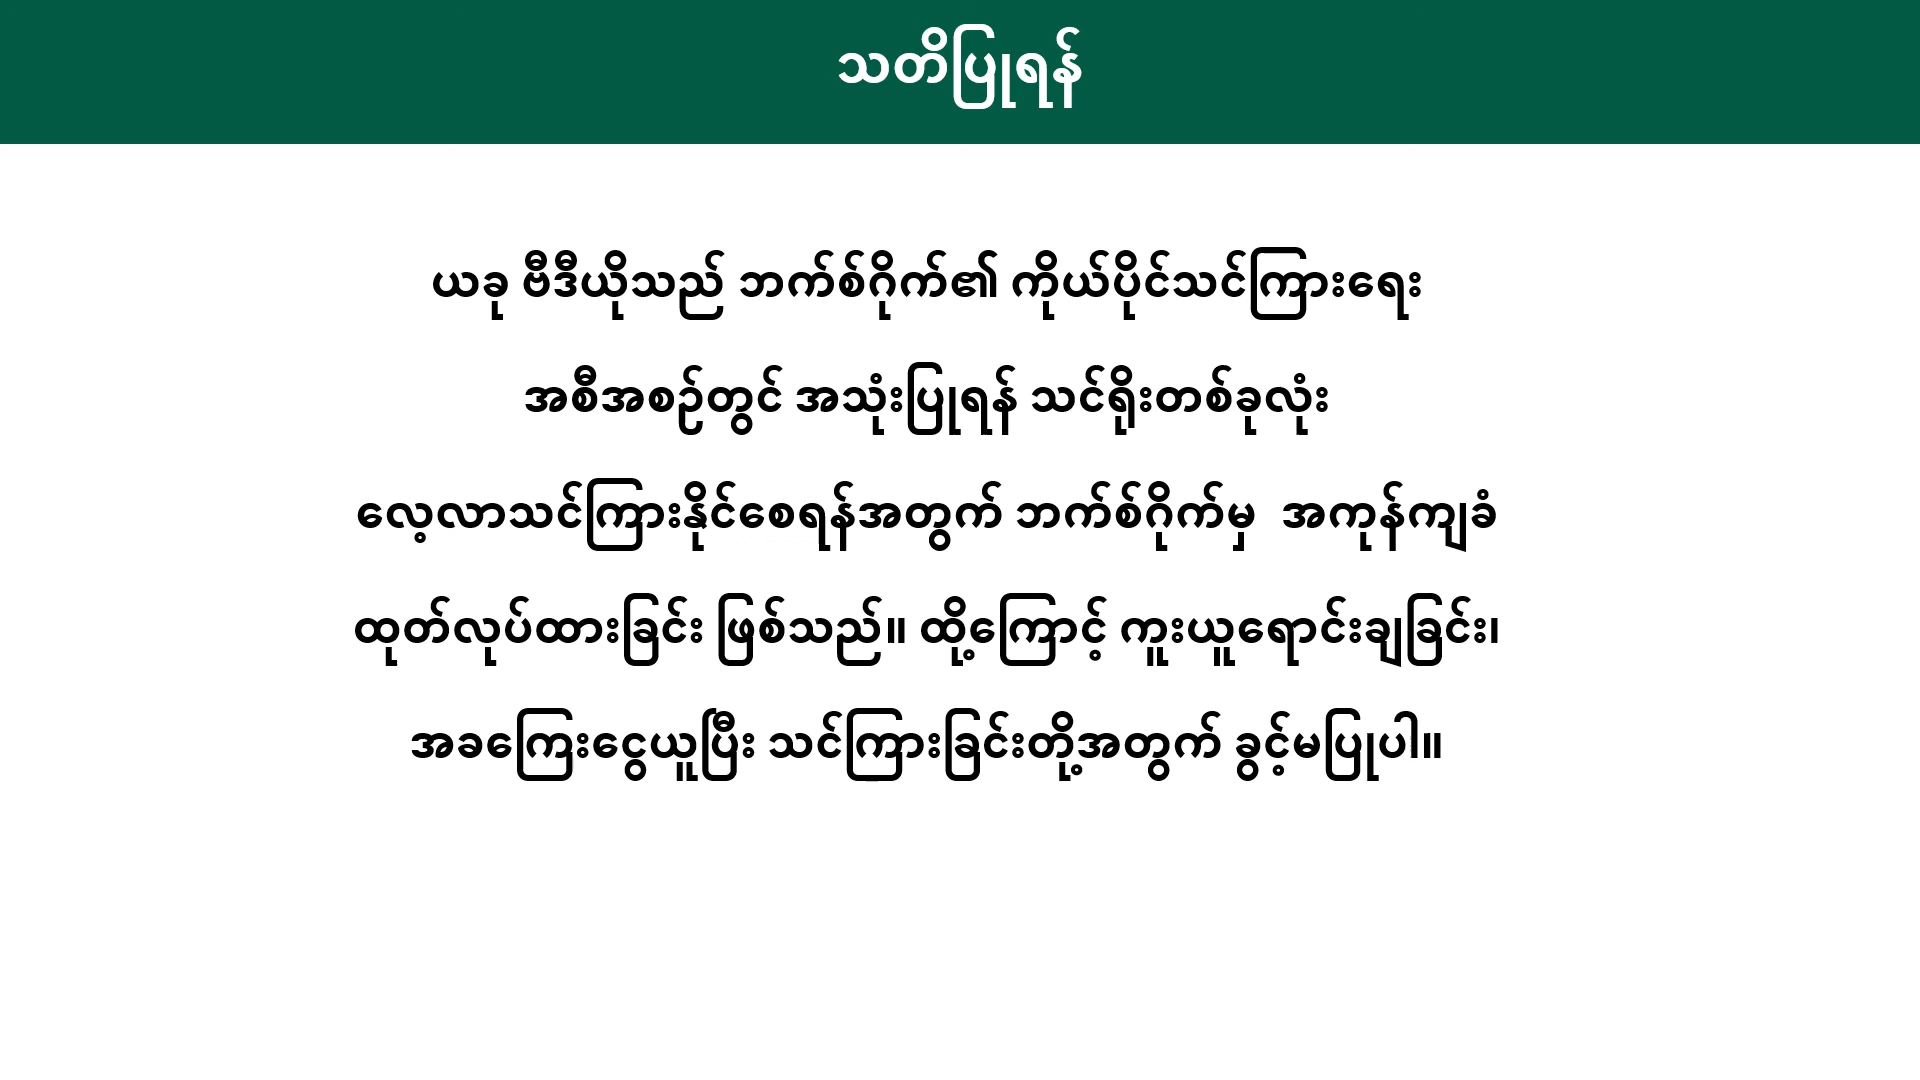 သတိပြုရန်
ယခု ဗီဒီယိုသည် ဘက်စ်ဂိုက်၏ ကိုယ်ပိုင်သင်ကြားရေး
အစီအစဉ်တွင် အသုံးပြုရန် သင်ရိုးတစ်ခုလုံး
လေ့လာသင်ကြားနိုင်စေရန်အတွက် ဘက်စ်ဂိုက်မှ အကုန်ကျခံ
ထုတ်လုပ်ထားခြင်း ဖြစ်သည်။ ထို့ကြောင့် ကူးယူရောင်းချခြင်း၊
အခကြေးငွေယူပြီး သင်ကြားခြင်းတို့အတွက် ခွင့်မပြုပါ။